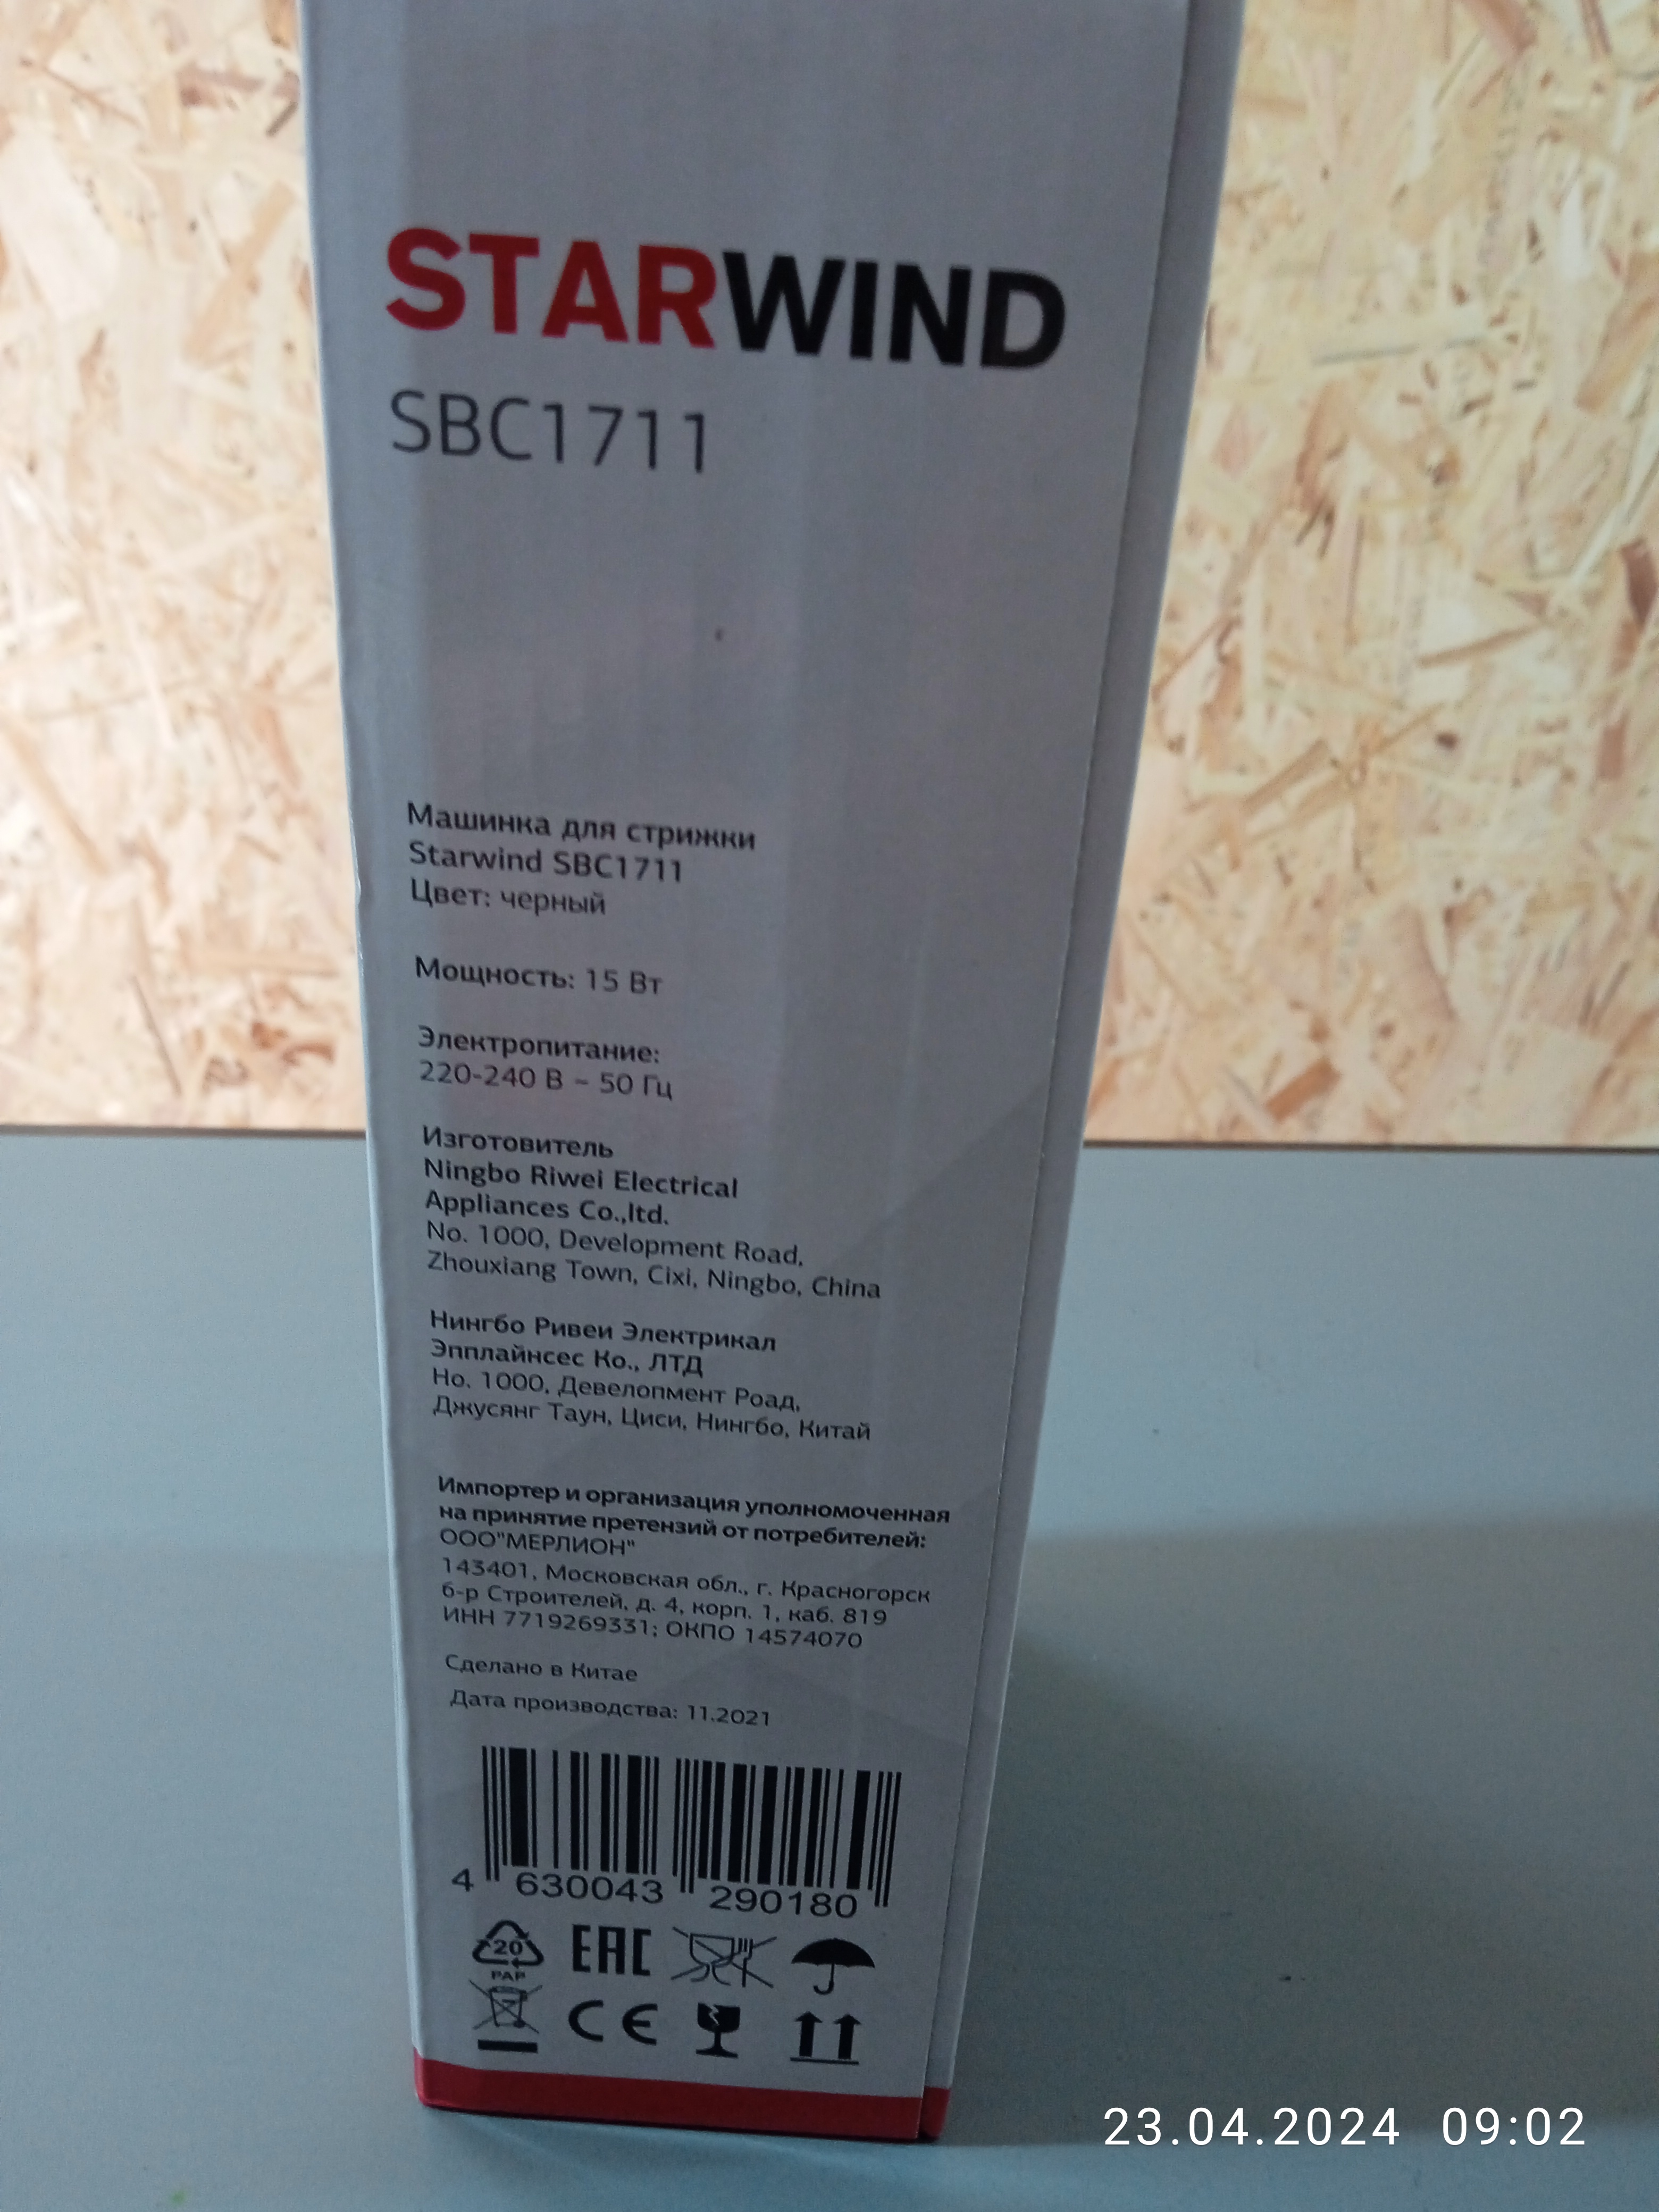 STARWIND
SBC1711
Машинка для стрижки
Starwind SBC1711
Цвет: черный
Мощность: 15 Вт
Электропитание:
220-240 В ~ 50 Гц
Изготовитель
Ningbo Riwei Electrical
Appliances Co.,ltd.
No. 1000, Development Road,
Zhouxiang Town, Cixi, Ningbo, China
Нингбо Ривеи Электрикал
Эпплайнсес Ко., ЛТД
Но. 1000, Девелопмент Роад,
Джусянг Таун, Циси, Нингбо, Китай
Импортер и организация уполномоченная
на принятие претензий от потребителей:
ООО"МЕРЛИОН"
143401, Московская обл., г. Красногорск
б-р Строителей, д. 4, корп. 1, каб. 819
ИНН 7719269331; ОКПО 14574070
Сделано в Китае
Дата производства: 11.2021
4 630043 290180
20 EAC
PAP
CE
23.04.2024 09:02